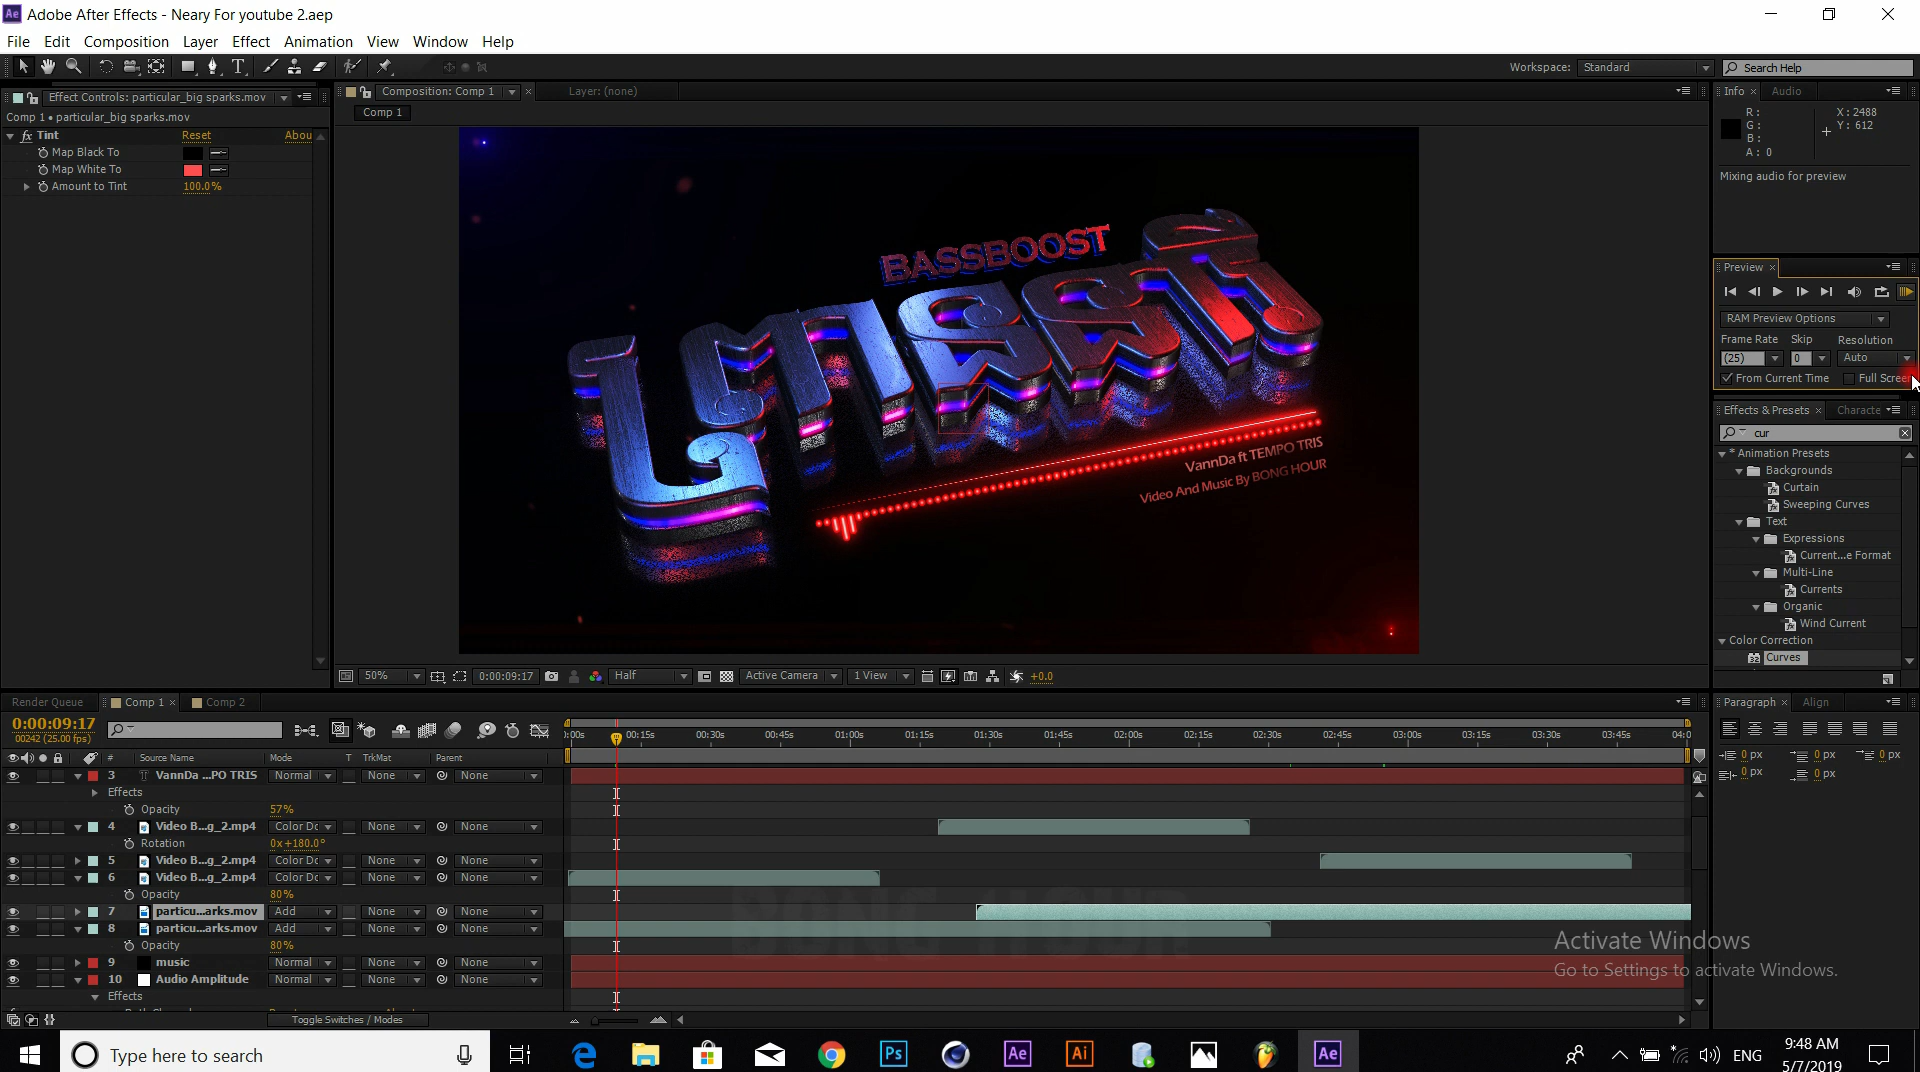 Adobe After Effects - Neary For youtube 2.aep
File Edit Composition Layer Effect Animation View Window Help
Workspace: Standard Search Help
Effect Controls: particular_big sparks.mov
Comp 1 • particular_big sparks.mov
fx Tint Reset Abou
Map Black To
Map White To
Amount to Tint 100.0%
Composition: Comp 1 Layer: (none)
Comp 1
BASSBOOST
VannDa ft TEMPO TRIS
Video And Music By BONG HOUR
50% 0:00:09:17 Half Active Camera 1 View +0.0
Info Audio
R: X: 2488
G: Y: 612
B:
A: 0
Mixing audio for preview
Preview
RAM Preview Options
Frame Rate Skip Resolution
(25) 0 Auto
From Current Time Full Screen
Effects & Presets Characte
cur
* Animation Presets
Backgrounds
Curtain
Sweeping Curves
Text
Expressions
Current...e Format
Multi-Line
Currents
Organic
Wind Current
Color Correction
Curves
Render Queue Comp 1 Comp 2
0:00:09:17
00242 (25.00 fps)
):00s 00:15s 00:30s 00:45s 01:00s 01:15s 01:30s 01:45s 02:00s 02:15s 02:30s 02:45s 03:00s 03:15s 03:30s 03:45s 04:0
# Source Name Mode T TrkMat Parent
3 T VannDa ...PO TRIS Normal None None
Effects
Opacity 57%
4 Video B...g_2.mp4 Color Dc None None
Rotation 0x+180.0°
5 Video B...g_2.mp4 Color Dc None None
6 Video B...g_2.mp4 Color Dc None None
Opacity 80%
7 particu...arks.mov Add None None
8 particu...arks.mov Add None None
Opacity 80%
9 music Normal None None
10 Audio Amplitude Normal None None
Effects
Toggle Switches / Modes
BONG HOUR
Paragraph Align
0 px 0 px 0 px
0 px 0 px
Activate Windows
Go to Settings to activate Windows.
Type here to search
Ps Ae Ai Ae
ENG
9:48 AM
5/7/2019